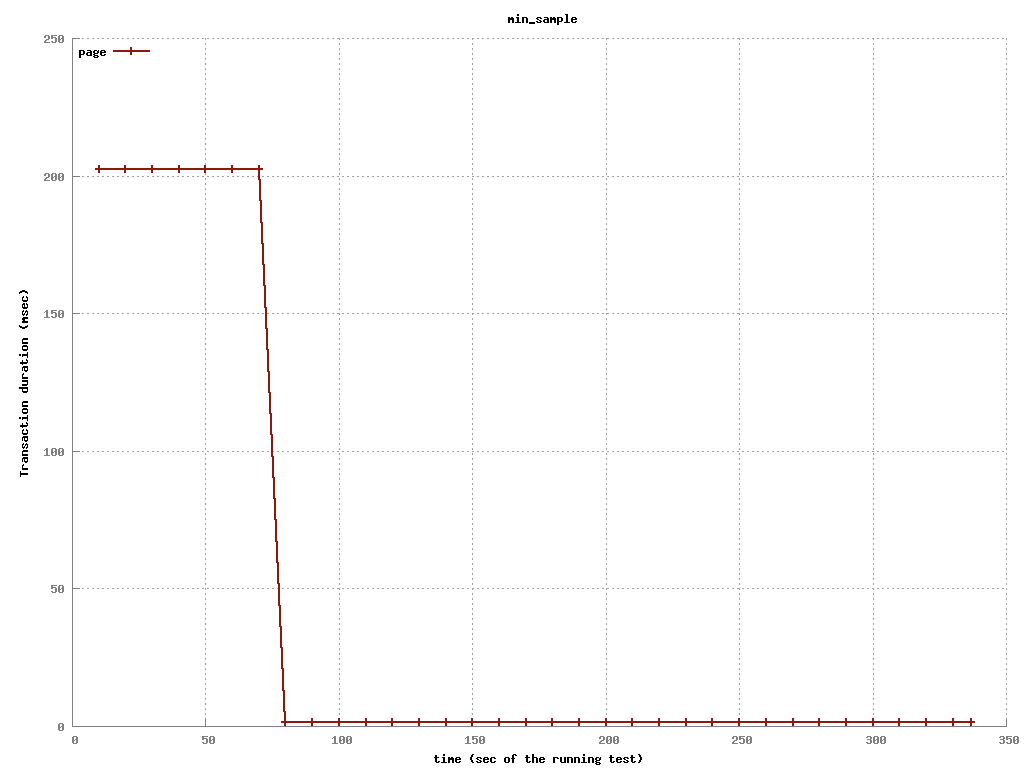 min_sample
250
page
200
150
100
50
0
Transaction duration (msec)
0 50 100 150 200 250 300 350
time (sec of the running test)